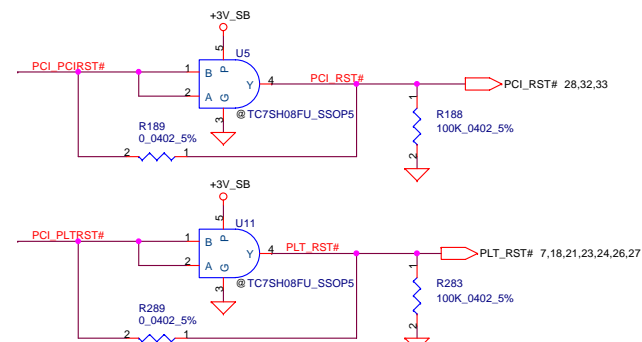 +3V_SB
5
U5
PCI_PCIRST#
1
B
P
Y
4
PCI_RST#
PCI_RST# 28,32,33
2
A
G
3
@TC7SH08FU_SSOP5
1
R188
100K_0402_5%
2
R189
0_0402_5%
2
1
+3V_SB
5
U11
PCI_PLTRST#
1
B
P
Y
4
PLT_RST#
PLT_RST# 7,18,21,23,24,26,27
2
A
G
3
@TC7SH08FU_SSOP5
1
R283
100K_0402_5%
2
R289
0_0402_5%
2
1